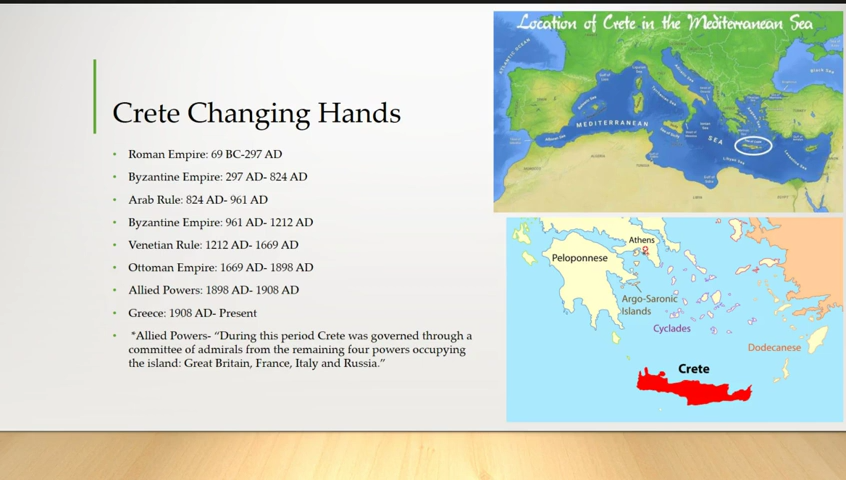 Location of Crete in the Mediterranean Sea
Crete Changing Hands
Roman Empire: 69 BC-297 AD
Byzantine Empire: 297 AD- 824 AD
Arab Rule: 824 AD- 961 AD
Byzantine Empire: 961 AD- 1212 AD
Venetian Rule: 1212 AD- 1669 AD
Ottoman Empire: 1669 AD- 1898 AD
Allied Powers: 1898 AD- 1908 AD
Greece: 1908 AD- Present
*Allied Powers- “During this period Crete was governed through a
committee of admirals from the remaining four powers occupying
the island: Great Britain, France, Italy and Russia.”
ATLANTIC OCEAN
Black Sea
MEDITERRANEAN
SEA
Athens
Peloponnese
Argo-Saronic
Islands
Cyclades
Dodecanese
Crete